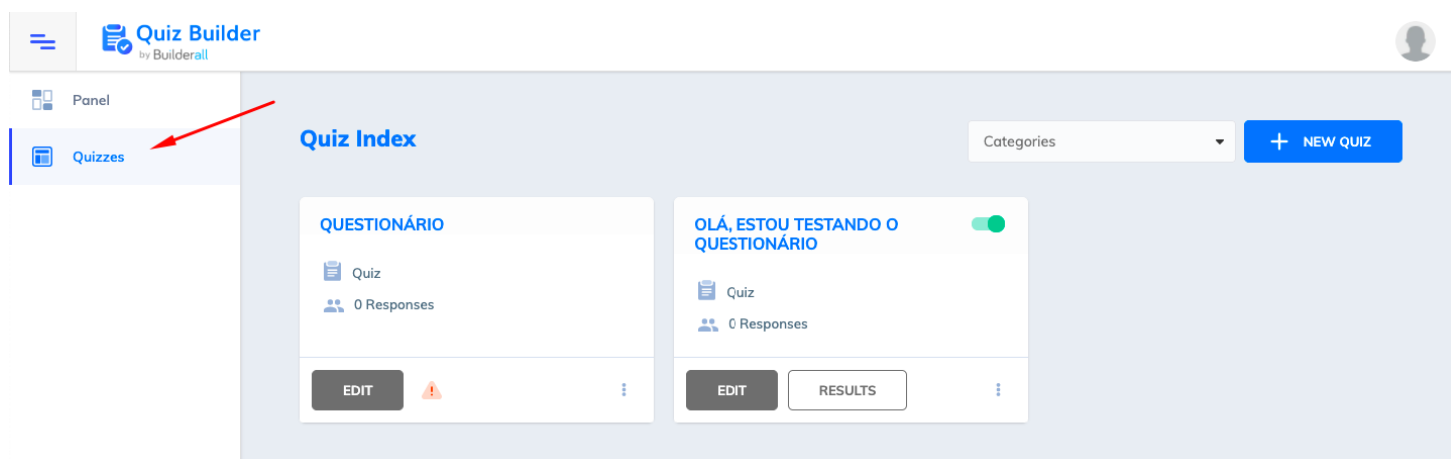 Quiz Builder
by Builderall
Panel
Quizzes
Quiz Index
Categories
NEW QUIZ
QUESTIONÁRIO
Quiz
0 Responses
EDIT
OLÁ, ESTOU TESTANDO O
QUESTIONÁRIO
Quiz
0 Responses
EDIT
RESULTS